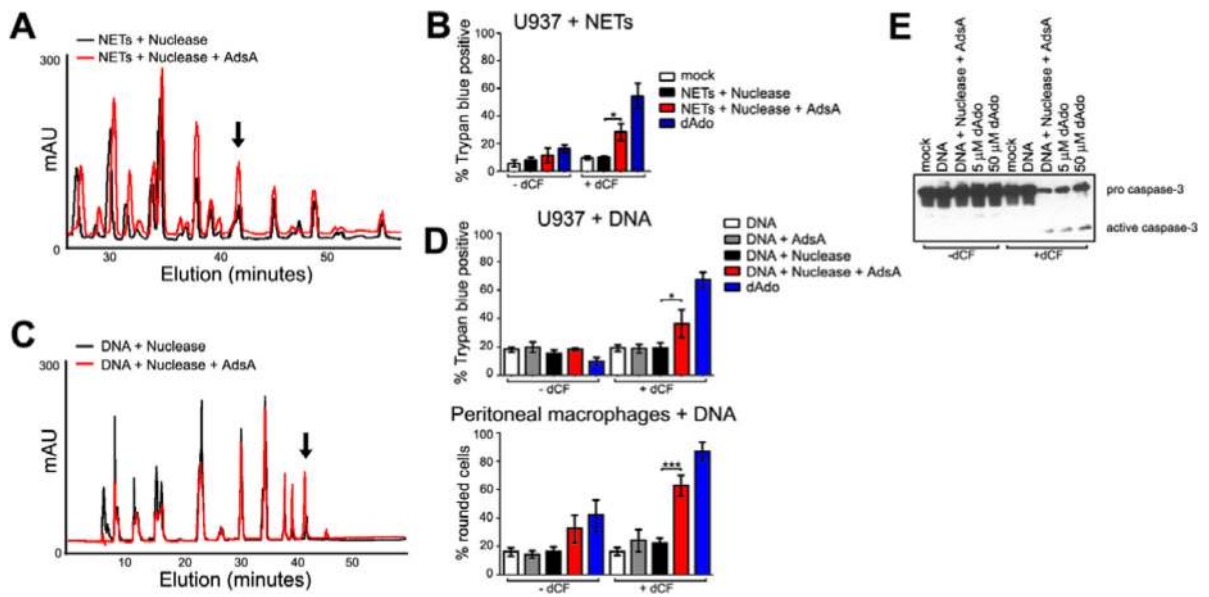 A
NETs + Nuclease
NETs + Nuclease + AdsA
300
mAU
0
30
40
50
Elution (minutes)
B
U937 + NETs
% Trypan blue positive
100
80
60
40
20
0
*
- dCF
+ dCF
mock
NETs + Nuclease
NETs + Nuclease + AdsA
dAdo
C
DNA + Nuclease
DNA + Nuclease + AdsA
300
mAU
0
10
20
30
40
50
Elution (minutes)
D
U937 + DNA
% Trypan blue positive
100
80
60
40
20
0
*
- dCF
+ dCF
DNA
DNA + AdsA
DNA + Nuclease
DNA + Nuclease + AdsA
dAdo
Peritoneal macrophages + DNA
% rounded cells
100
80
60
40
20
0
***
- dCF
+ dCF
E
mock
DNA
DNA + Nuclease + AdsA
5 µM dAdo
50 µM dAdo
mock
DNA
DNA + Nuclease + AdsA
5 µM dAdo
50 µM dAdo
pro caspase-3
active caspase-3
-dCF
+dCF